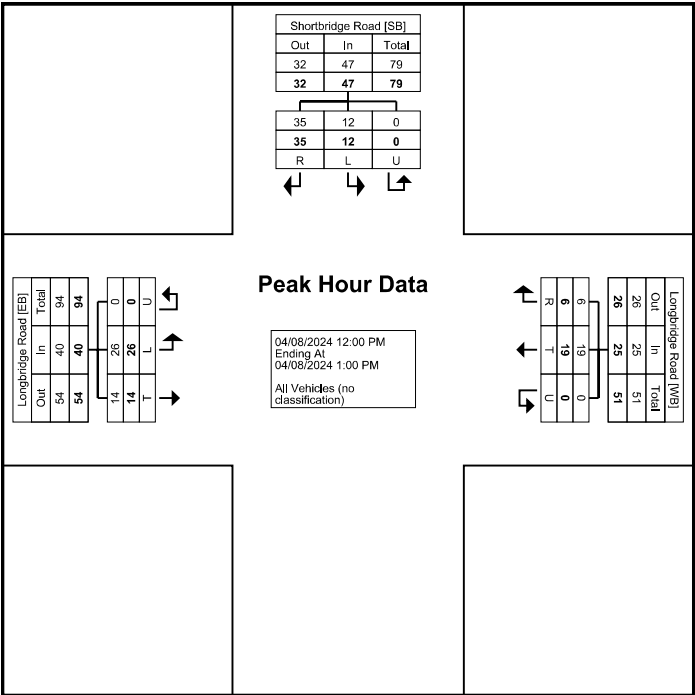 Shortbridge Road [SB]
Out In Total
32 47 79
32 47 79
35 12 0
35 12 0
R L U
Peak Hour Data
04/08/2024 12:00 PM
Ending At
04/08/2024 1:00 PM
All Vehicles (no
classification)
Longbridge Road [EB]
Total In Out
94 40 54
94 40 54
0 26 14
0 26 14
U L T
Longbridge Road [WB]
Out In Total
26 25 51
26 25 51
6 19 0
6 19 0
R T U